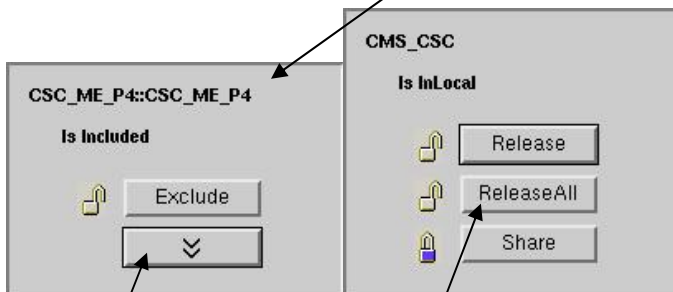 CSC_ME_P4::CSC_ME_P4
Is Included
Exclude
CMS_CSC
Is InLocal
Release
ReleaseAll
Share